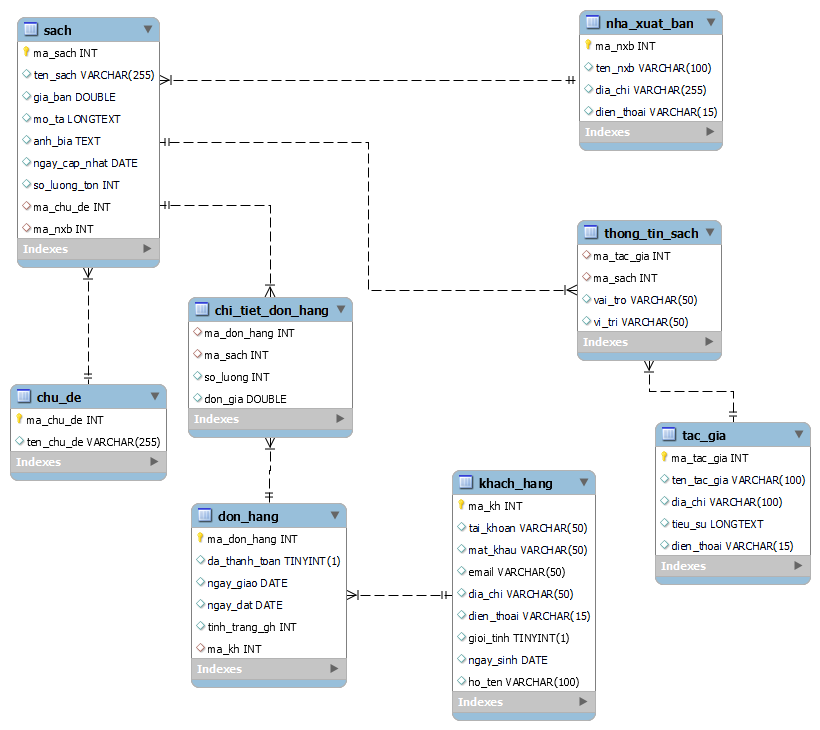 sach
ma_sach INT
ten_sach VARCHAR(255)
gia_ban DOUBLE
mo_ta LONGTEXT
anh_bia TEXT
ngay_cap_nhat DATE
so_luong_ton INT
ma_chu_de INT
ma_nxb INT
Indexes
nha_xuat_ban
ma_nxb INT
ten_nxb VARCHAR(100)
dia_chi VARCHAR(255)
dien_thoai VARCHAR(15)
Indexes
thong_tin_sach
ma_tac_gia INT
ma_sach INT
vai_tro VARCHAR(50)
vi_tri VARCHAR(50)
Indexes
chi_tiet_don_hang
ma_don_hang INT
ma_sach INT
so_luong INT
don_gia DOUBLE
Indexes
chu_de
ma_chu_de INT
ten_chu_de VARCHAR(255)
Indexes
tac_gia
ma_tac_gia INT
ten_tac_gia VARCHAR(100)
dia_chi VARCHAR(100)
tieu_su LONGTEXT
dien_thoai VARCHAR(15)
Indexes
don_hang
ma_don_hang INT
da_thanh_toan TINYINT(1)
ngay_giao DATE
ngay_dat DATE
tinh_trang_gh INT
ma_kh INT
Indexes
khach_hang
ma_kh INT
tai_khoan VARCHAR(50)
mat_khau VARCHAR(50)
email VARCHAR(50)
dia_chi VARCHAR(50)
dien_thoai VARCHAR(15)
gioi_tinh TINYINT(1)
ngay_sinh DATE
ho_ten VARCHAR(100)
Indexes